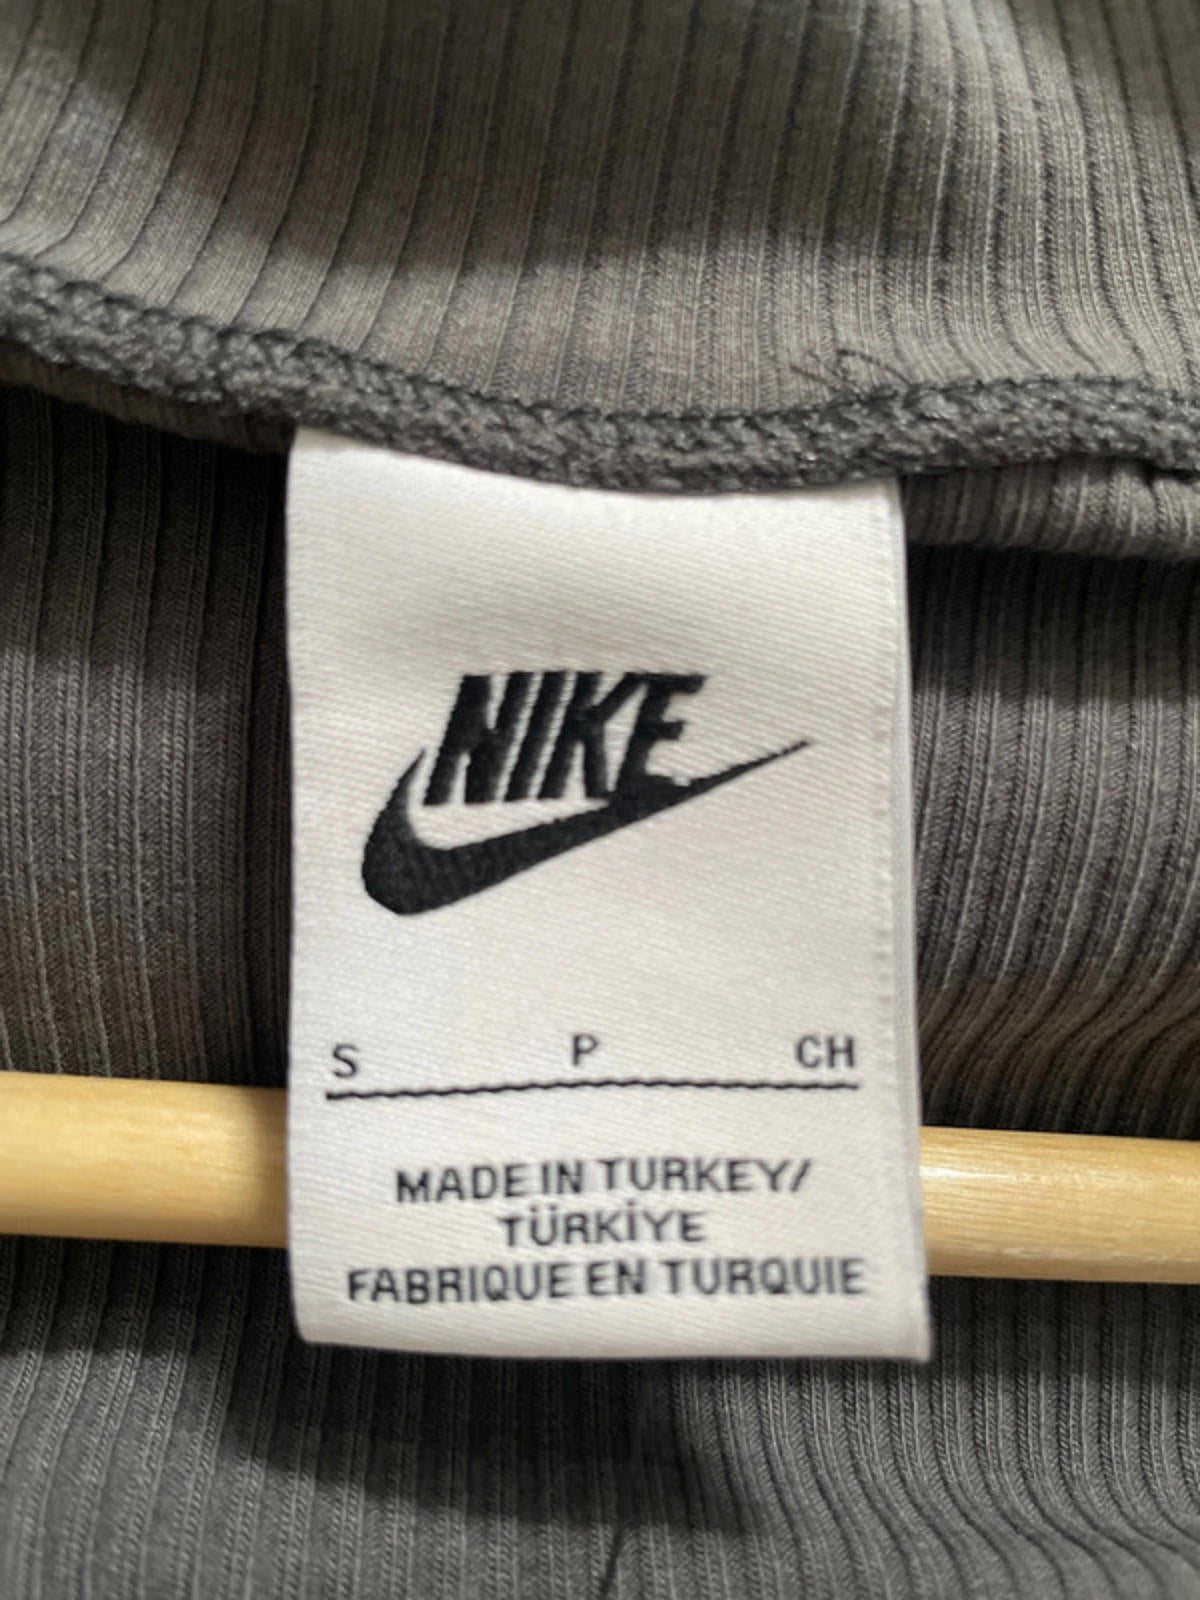 NIKE
S P CH
MADE IN TURKEY/
TÜRKİYE
FABRIQUE EN TURQUIE